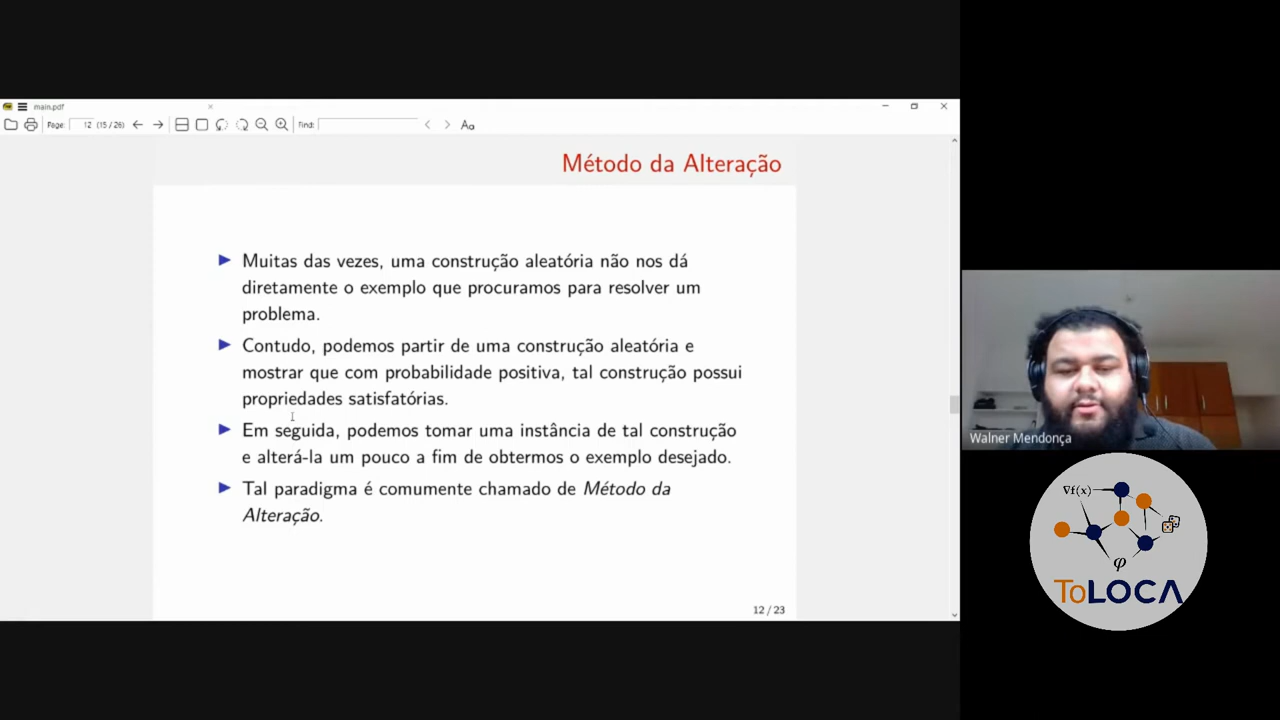 main.pdf
Page: 12 (15 / 26)
Find:
Aa
Método da Alteração
Muitas das vezes, uma construção aleatória não nos dá
diretamente o exemplo que procuramos para resolver um
problema.
Contudo, podemos partir de uma construção aleatória e
mostrar que com probabilidade positiva, tal construção possui
propriedades satisfatórias.
Em seguida, podemos tomar uma instância de tal construção
e alterá-la um pouco a fim de obtermos o exemplo desejado.
Tal paradigma é comumente chamado de Método da
Alteração.
12 / 23
Walner Mendonça
∇f(x)
φ
ToLOCA